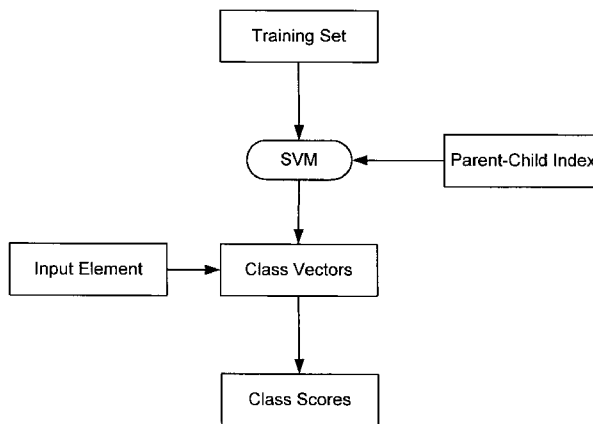 Training Set
SVM
Parent-Child Index
Input Element
Class Vectors
Class Scores